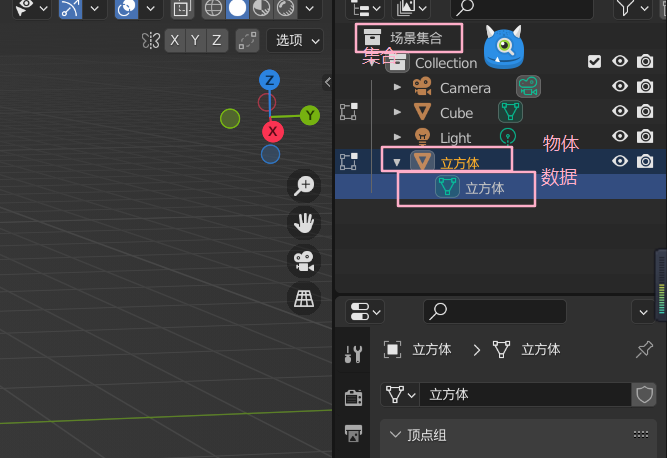 X Y Z
选项
场景集合
集合
Collection
Camera
Cube
Light
物体
立方体
数据
立方体
Z
Y
X
立方体 > 立方体
立方体
顶点组